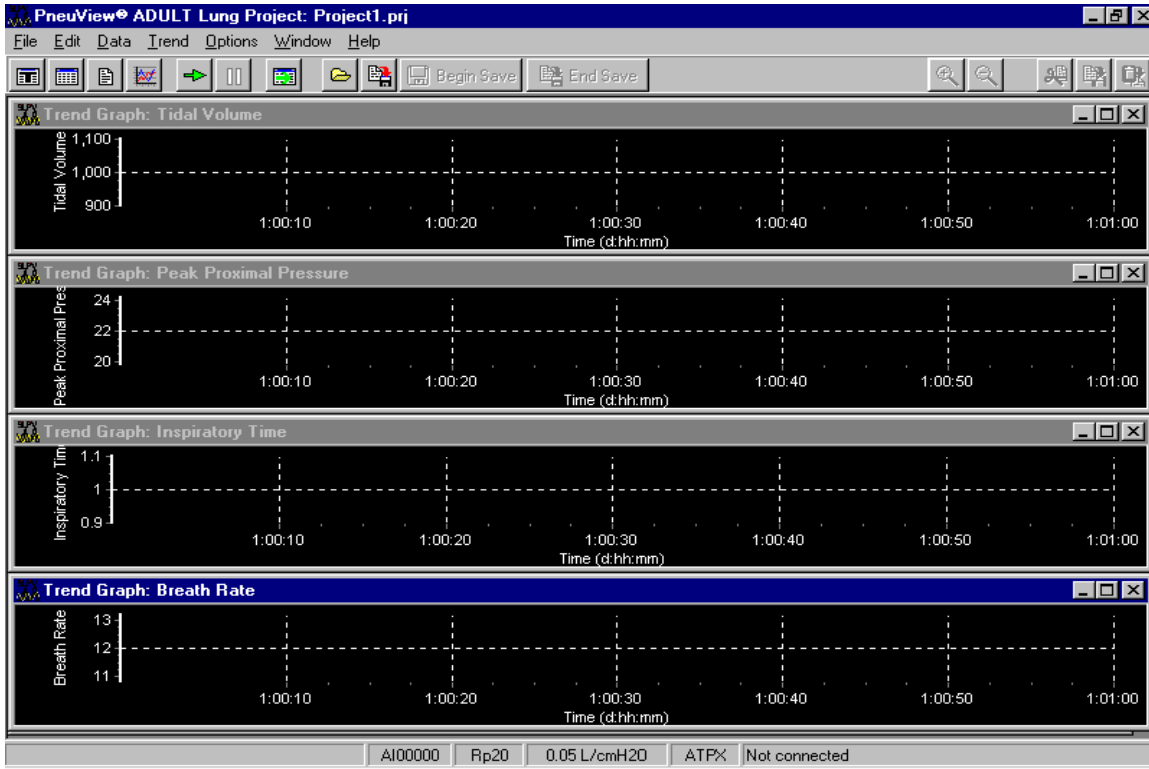 PneuView® ADULT Lung Project: Project1.prj
File Edit Data Trend Options Window Help
Begin Save End Save
Trend Graph: Tidal Volume
Tidal Volume
1,100
1,000
900
1:00:10 1:00:20 1:00:30 1:00:40 1:00:50 1:01:00
Time (d:hh:mm)
Trend Graph: Peak Proximal Pressure
Peak Proximal Pres
24
22
20
1:00:10 1:00:20 1:00:30 1:00:40 1:00:50 1:01:00
Time (d:hh:mm)
Trend Graph: Inspiratory Time
Inspiratory Tim
1.1
1
0.9
1:00:10 1:00:20 1:00:30 1:00:40 1:00:50 1:01:00
Time (d:hh:mm)
Trend Graph: Breath Rate
Breath Rate
13
12
11
1:00:10 1:00:20 1:00:30 1:00:40 1:00:50 1:01:00
Time (d:hh:mm)
AI00000 Rp20 0.05 L/cmH2O ATPX Not connected